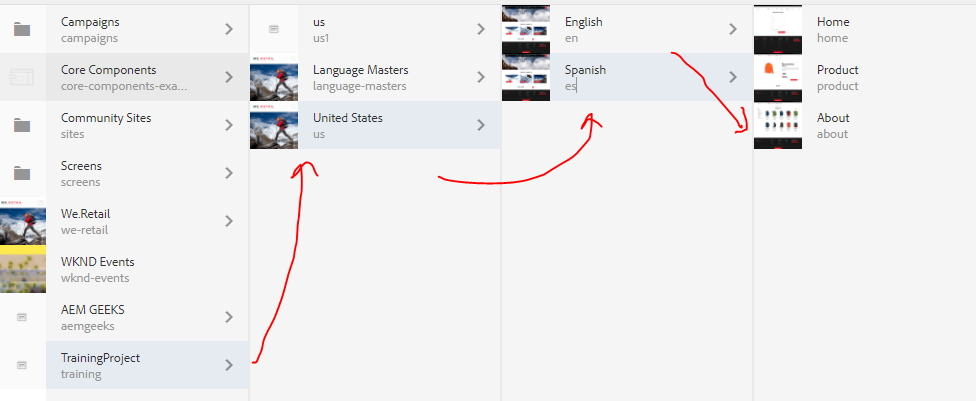 Campaigns
campaigns
Core Components
core-components-exa...
Community Sites
sites
Screens
screens
We.Retail
we-retail
WKND Events
wknd-events
AEM GEEKS
aemgeeks
TrainingProject
training
us
us1
Language Masters
language-masters
United States
us
English
en
Spanish
es
Home
home
Product
product
About
about